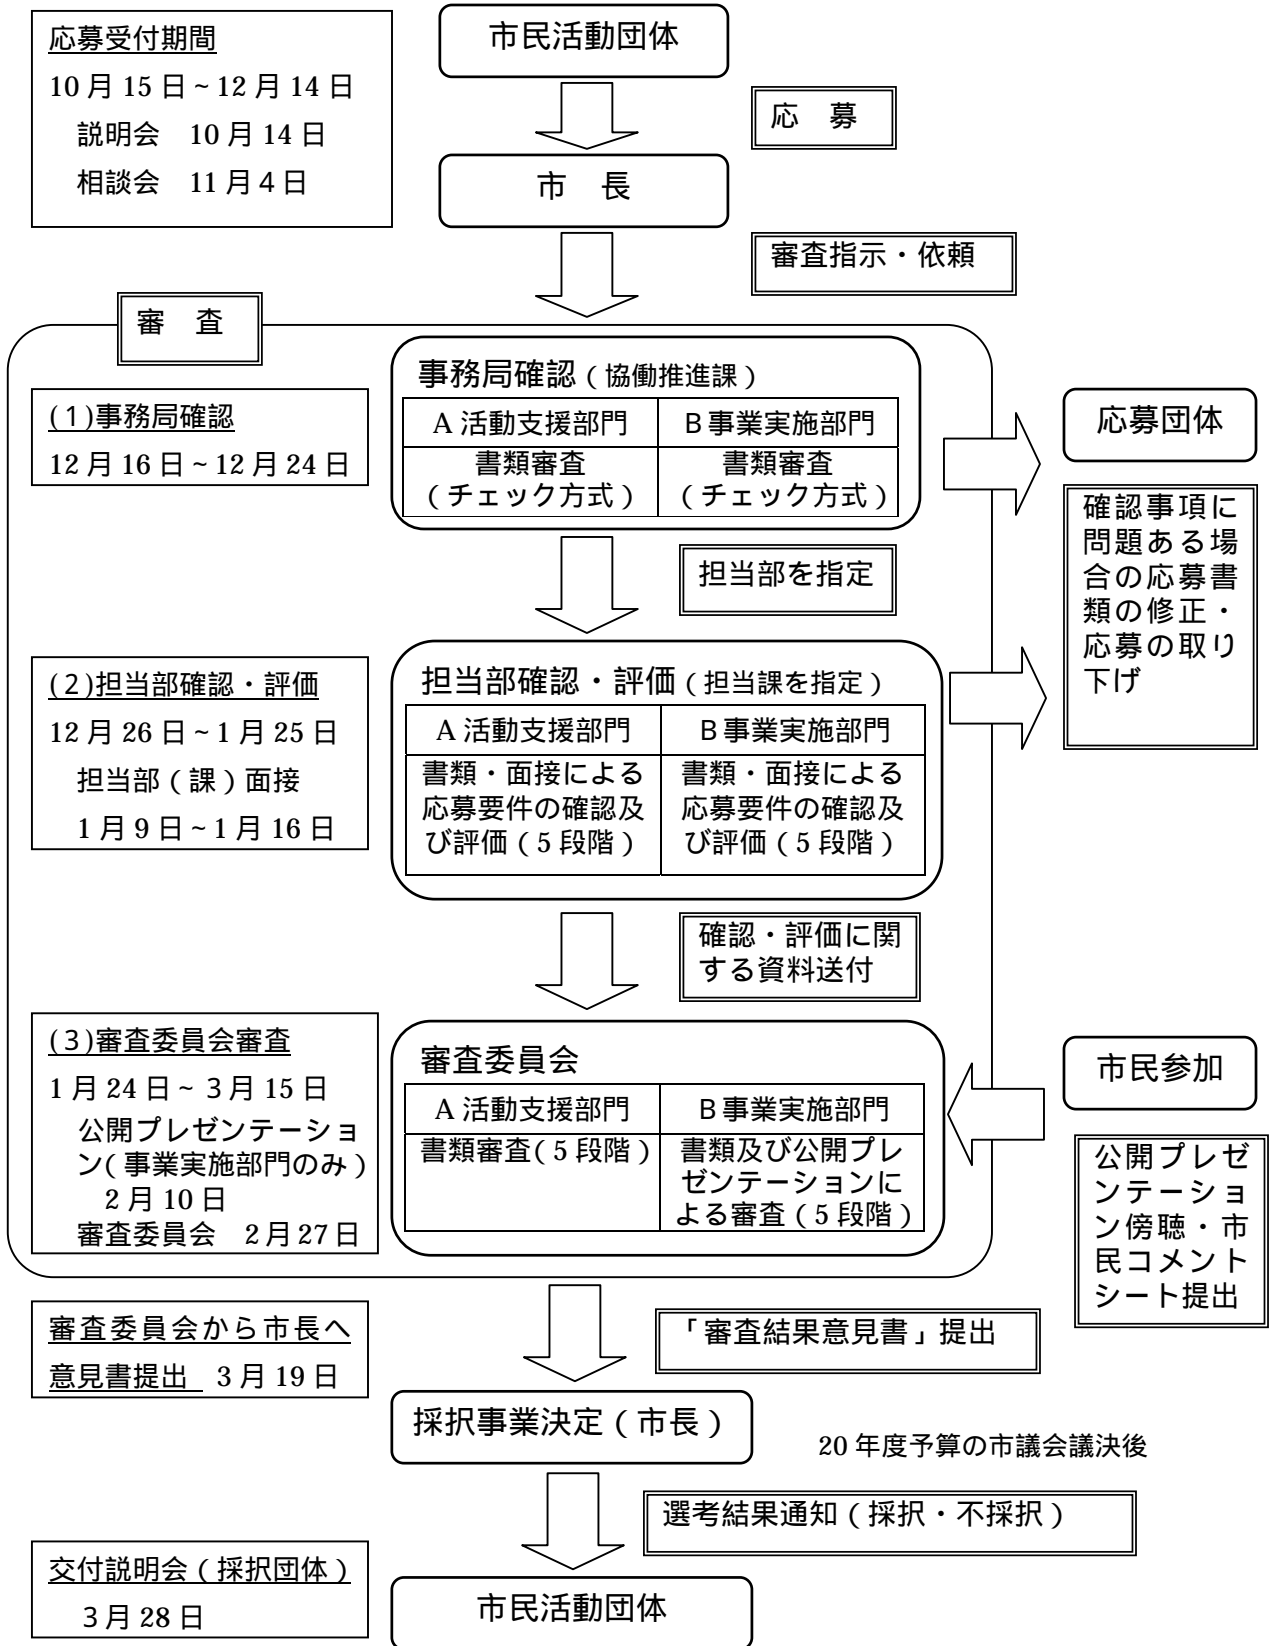 応募受付期間
10月15日~12月14日
説明会 10月14日
相談会 11月4日
市民活動団体
応 募
市 長
審査指示・依頼
審 査
(1)事務局確認
12月16日~12月24日
事務局確認(協働推進課)
A活動支援部門 B事業実施部門
書類審査 書類審査
(チェック方式) (チェック方式)
応募団体
確認事項に
問題ある場
合の応募書
類の修正・
応募の取り
下げ
担当部を指定
(2)担当部確認・評価
12月26日~1月25日
担当部(課)面接
1月9日~1月16日
担当部確認・評価(担当課を指定)
A活動支援部門 B事業実施部門
書類・面接による 書類・面接による
応募要件の確認及 応募要件の確認及
び評価(5段階) び評価(5段階)
確認・評価に関
する資料送付
(3)審査委員会審査
1月24日~3月15日
公開プレゼンテーショ
ン(事業実施部門のみ)
2月10日
審査委員会 2月27日
審査委員会
A活動支援部門 B事業実施部門
書類審査(5段階) 書類及び公開プレ
ゼンテーションに
よる審査(5段階)
市民参加
公開プレゼ
ンテーショ
ン傍聴・市
民コメント
シート提出
審査委員会から市長へ
意見書提出 3月19日
「審査結果意見書」提出
採択事業決定(市長)
20年度予算の市議会議決後
選考結果通知(採択・不採択)
交付説明会(採択団体)
3月28日
市民活動団体